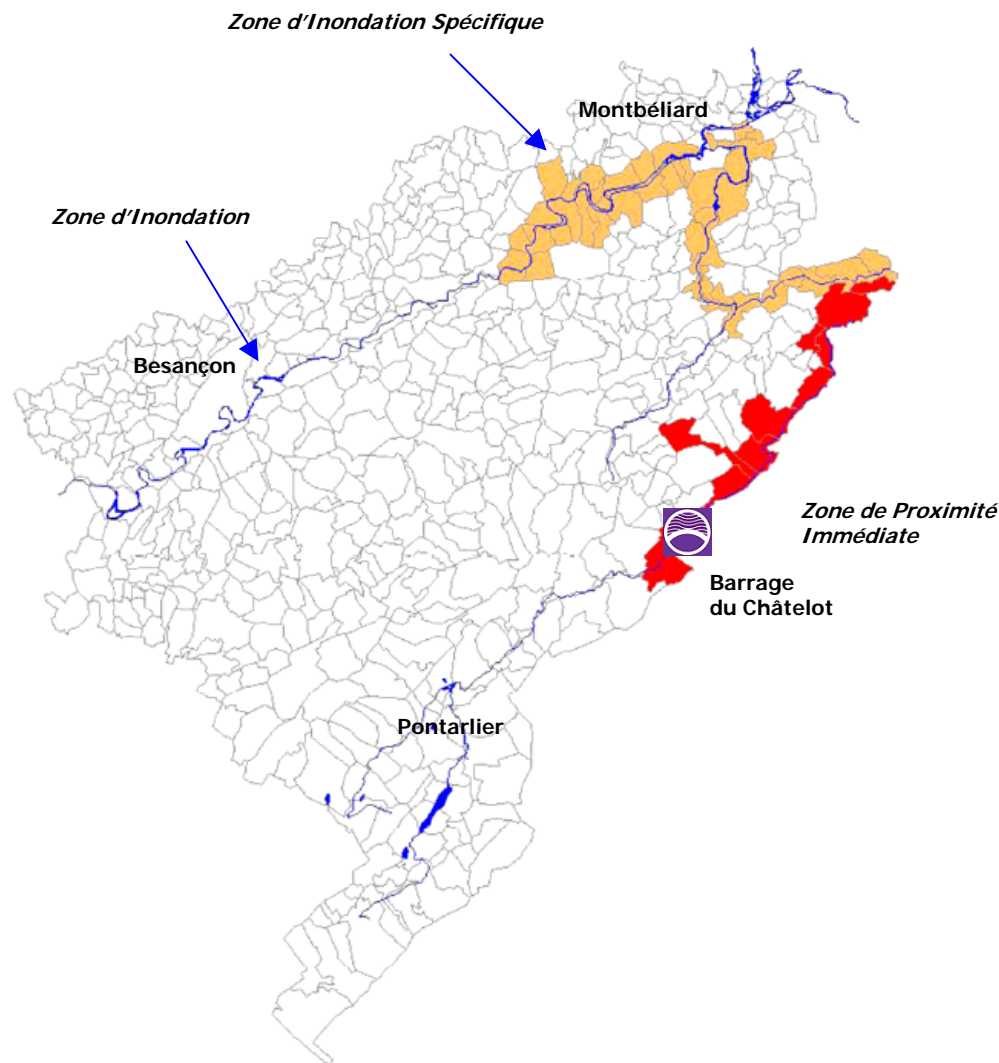 Zone d'Inondation Spécifique
Montbéliard
Zone d'Inondation
Besançon
Zone de Proximité
Immédiate
Barrage
du Châtelot
Pontarlier